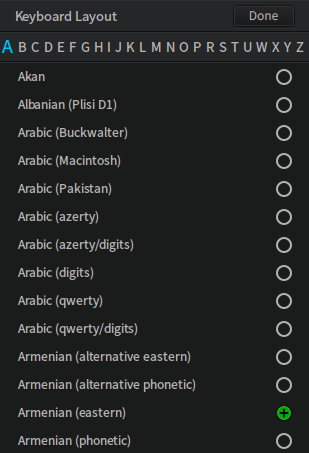 Keyboard Layout Done
A B C D E F G H I J K L M N O P R S T U W X Y Z
Akan
Albanian (Plisi D1)
Arabic (Buckwalter)
Arabic (Macintosh)
Arabic (Pakistan)
Arabic (azerty)
Arabic (azerty/digits)
Arabic (digits)
Arabic (qwerty)
Arabic (qwerty/digits)
Armenian (alternative eastern)
Armenian (alternative phonetic)
Armenian (eastern)
Armenian (phonetic)